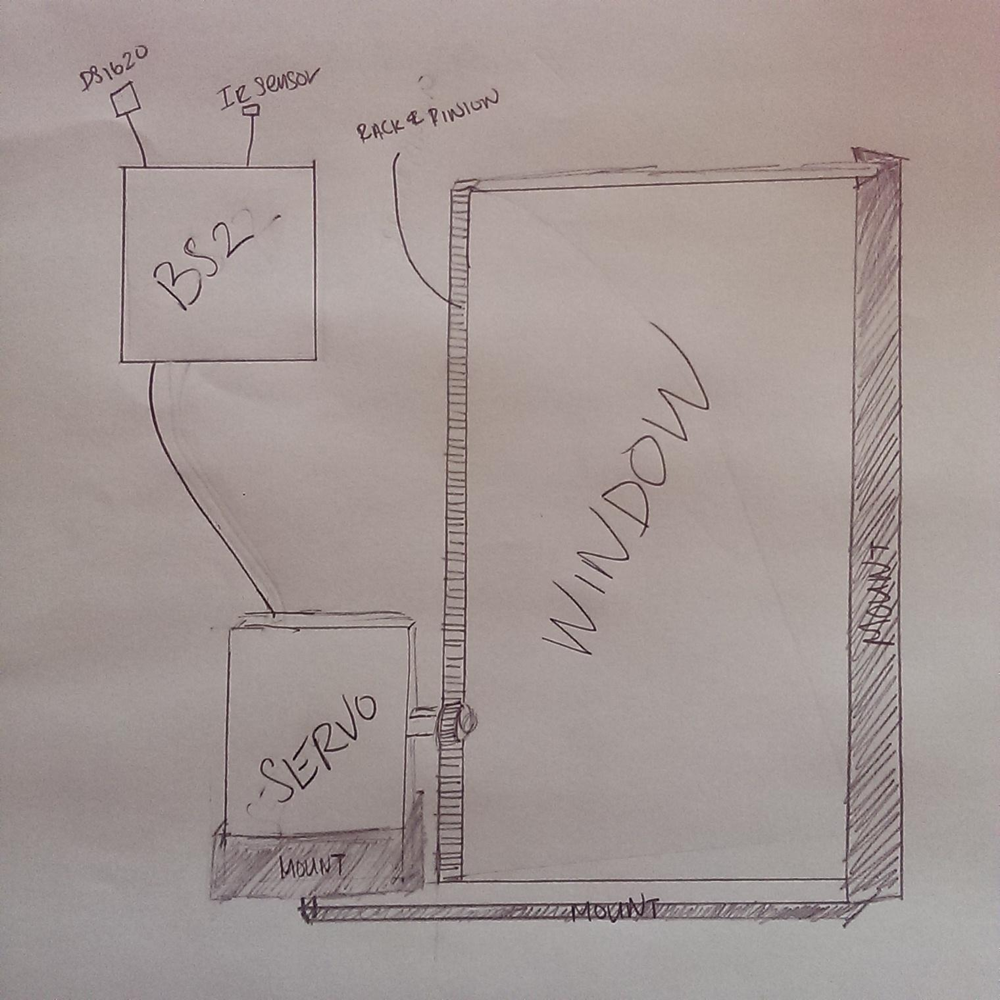 DS1620
IR Sensor
?
RACK & PINION
BS2
WINDOW
MOUNT
SERVO
MOUNT
MOUNT